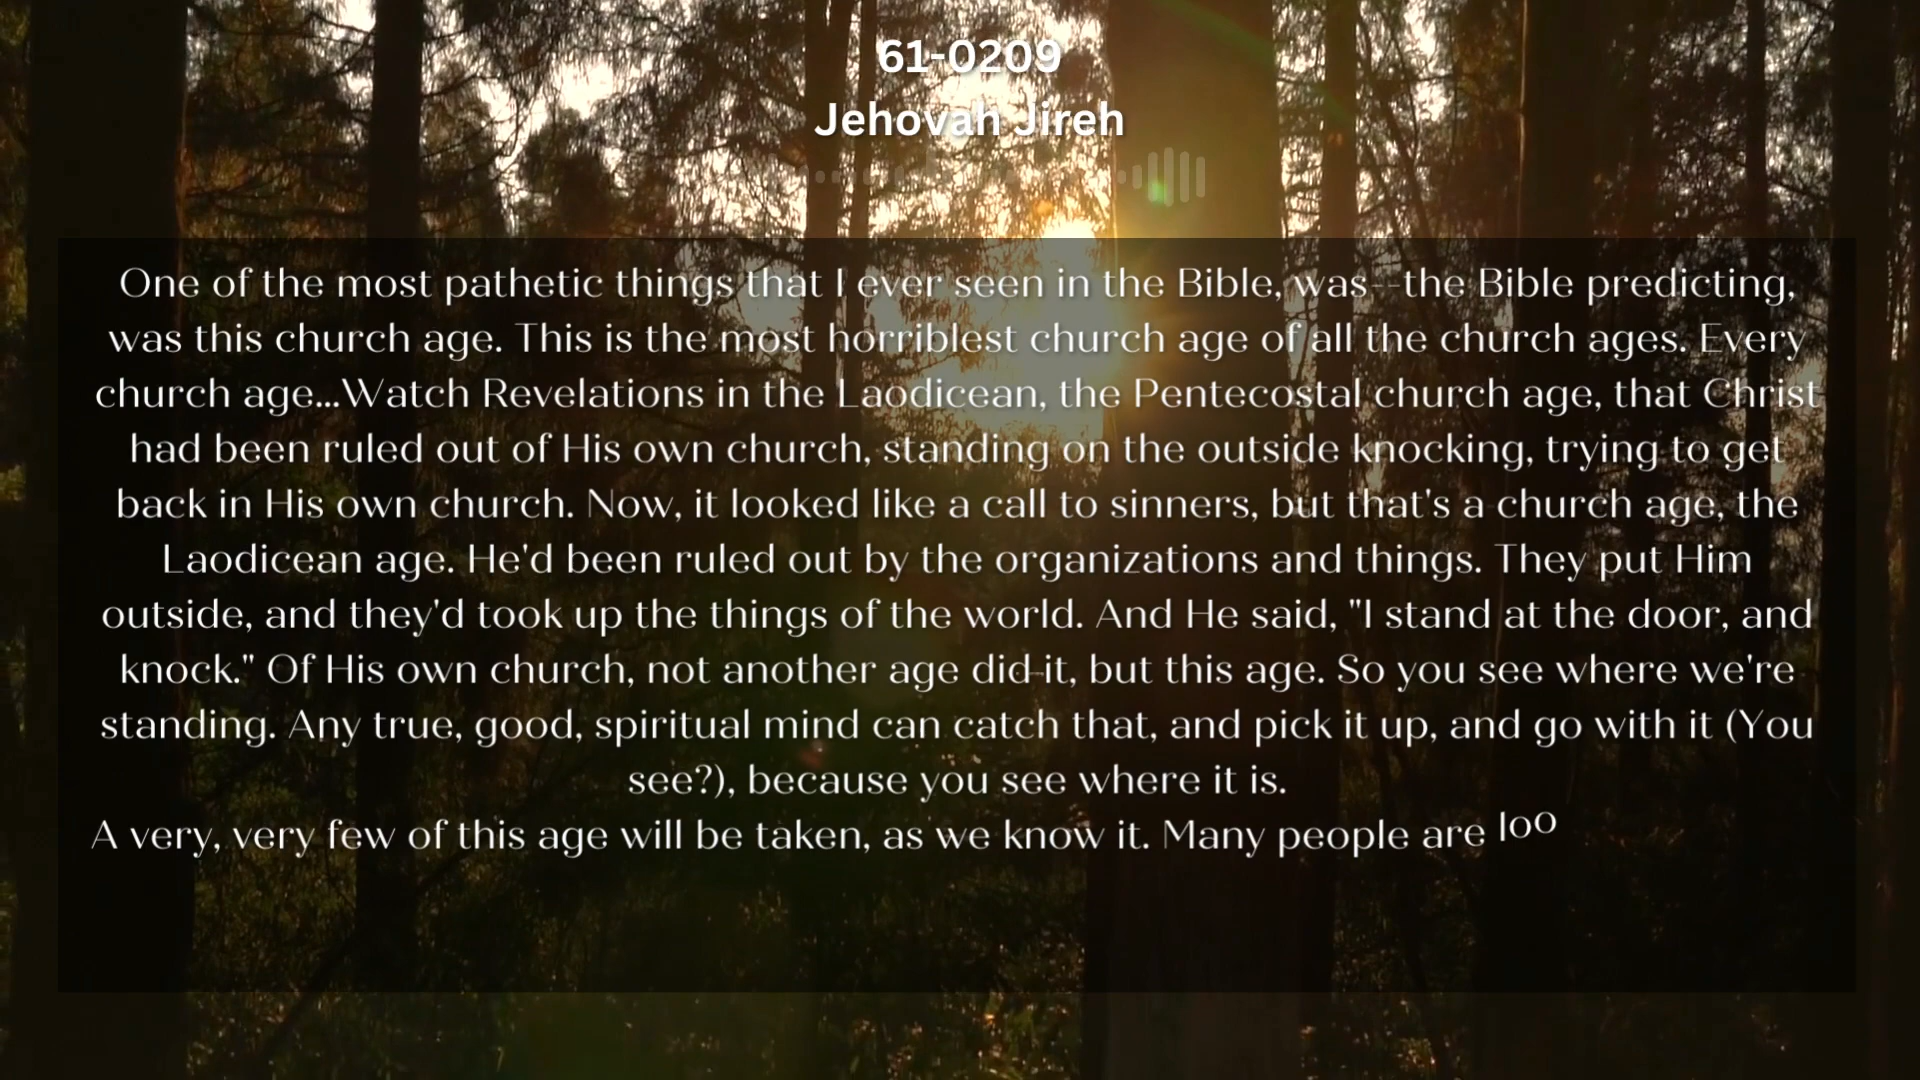 61-0209
Jehovah Jireh
One of the most pathetic things that I ever seen in the Bible, was--the Bible predicting,
was this church age. This is the most horriblest church age of all the church ages. Every
church age...Watch Revelations in the Laodicean, the Pentecostal church age, that Christ
had been ruled out of His own church, standing on the outside knocking, trying to get
back in His own church. Now, it looked like a call to sinners, but that's a church age, the
Laodicean age. He'd been ruled out by the organizations and things. They put Him
outside, and they'd took up the things of the world. And He said, "I stand at the door, and
knock." Of His own church, not another age did-it, but this age. So you see where we're
standing. Any true, good, spiritual mind can catch that, and pick it up, and go with it (You
see?), because you see where it is.
A very, very few of this age will be taken, as we know it. Many people are loo